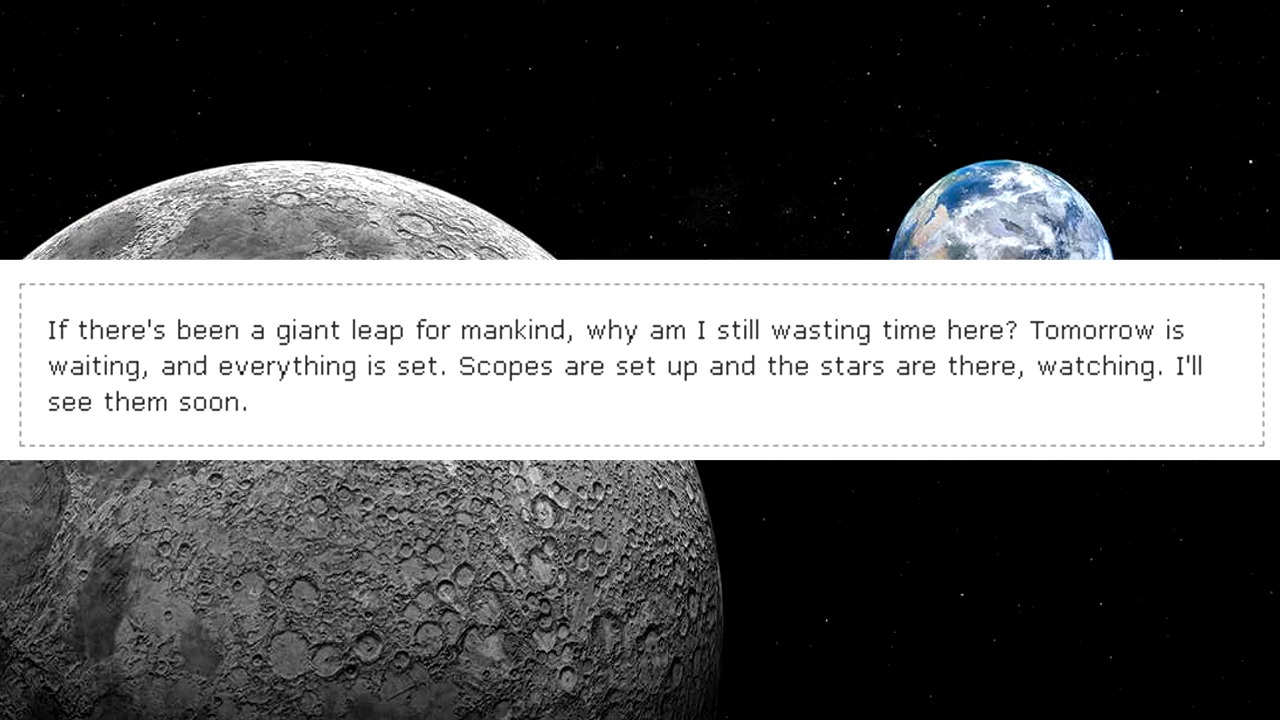 If there's been a giant leap for mankind, why am I still wasting time here? Tomorrow is
waiting, and everything is set. Scopes are set up and the stars are there, watching. I'll
see them soon.